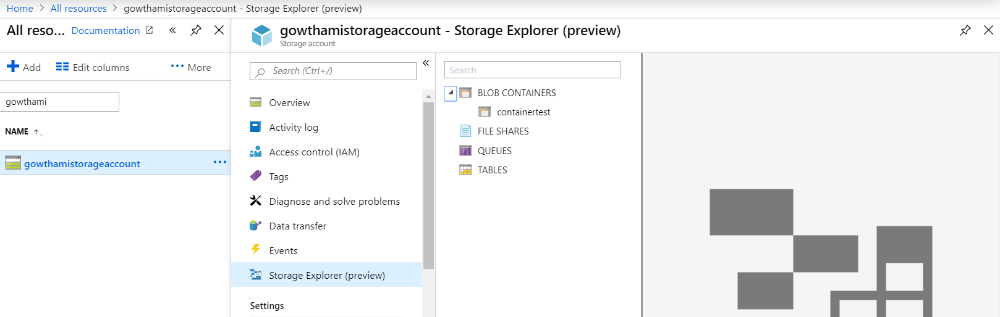 Home > All resources > gowthamistorageaccount - Storage Explorer (preview)
All reso... Documentation
Add Edit columns ... More
gowthami
NAME
gowthamistorageaccount ...
gowthamistorageaccount - Storage Explorer (preview)
Storage account
Search (Ctrl+/)
Overview
Activity log
Access control (IAM)
Tags
Diagnose and solve problems
Data transfer
Events
Storage Explorer (preview)
Settings
Search
BLOB CONTAINERS
containertest
FILE SHARES
QUEUES
TABLES